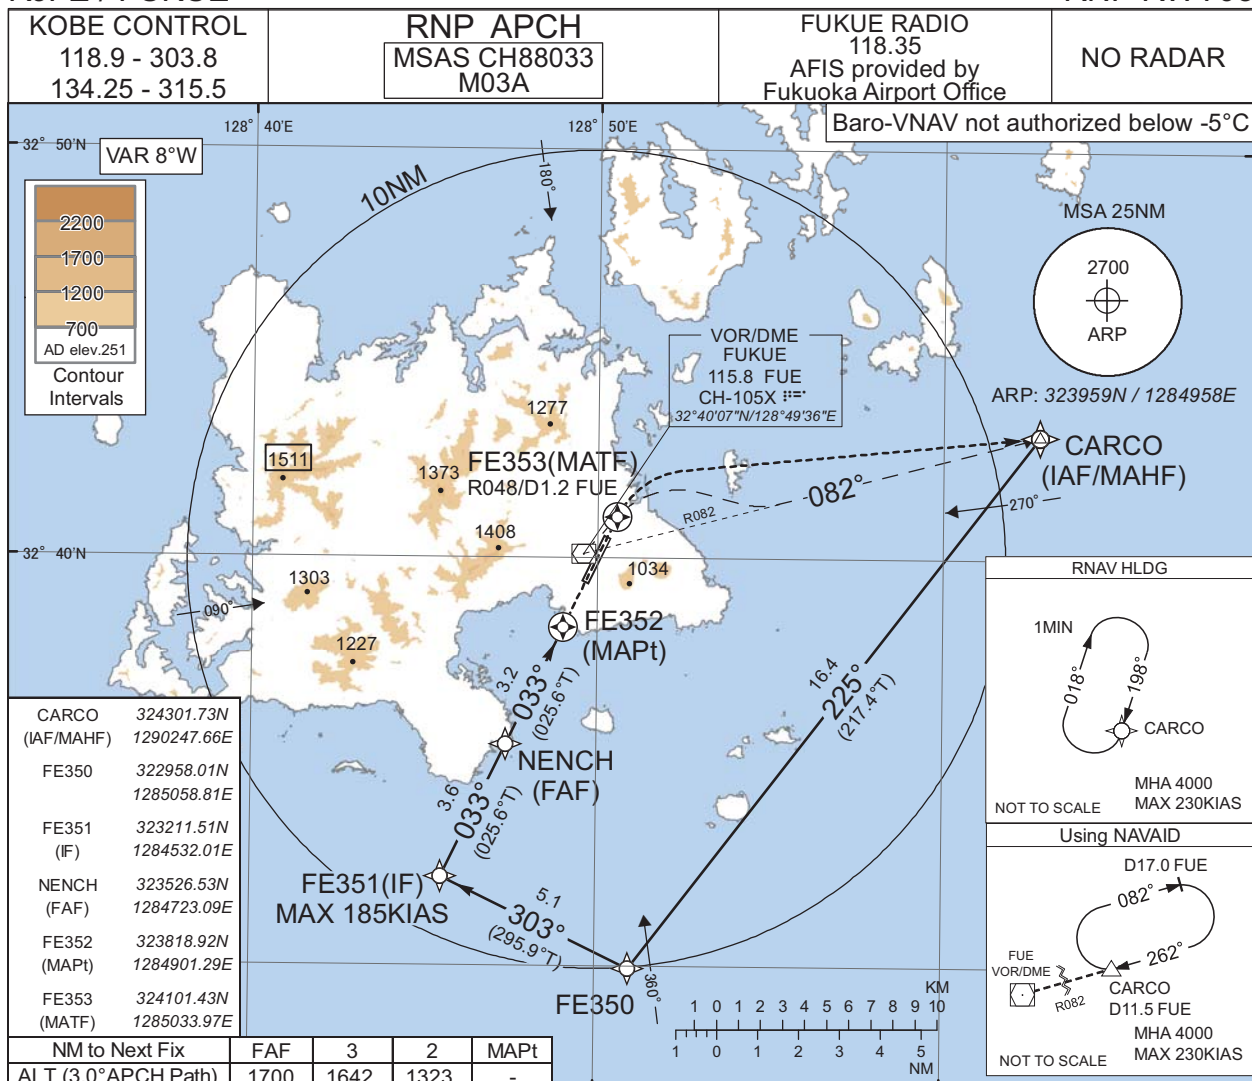 KOBE CONTROL
118.9 - 303.8
134.25 - 315.5
RNP APCH
MSAS CH88033
M03A
FUKUE RADIO
118.35
AFIS provided by
Fukuoka Airport Office
NO RADAR
128° 40'E
128° 50'E
Baro-VNAV not authorized below -5°C
32° 50'N
VAR 8°W
2200
1700
1200
700
AD elev.251
Contour
Intervals
10NM
180°
MSA 25NM
2700
ARP
ARP: 323959N / 1284958E
VOR/DME
FUKUE
115.8 FUE
CH-105X
32°40'07"N/128°49'36"E
1277
1511
1373
FE353(MATF)
R048/D1.2 FUE
1408
CARCO
(IAF/MAHF)
082°
R082
270°
32° 40'N
1303
1034
090°
1227
FE352
(MAPt)
3.2
033°
(025.6°T)
16.4
225°
(217.4°T)
NENCH
(FAF)
3.6
033°
(025.6°T)
FE351(IF)
MAX 185KIAS
5.1
303°
(295.9°T)
FE350
360°
RNAV HLDG
1MIN
018°
198°
CARCO
MHA 4000
MAX 230KIAS
NOT TO SCALE
Using NAVAID
D17.0 FUE
082°
262°
FUE
VOR/DME
R082
CARCO
D11.5 FUE
MHA 4000
MAX 230KIAS
NOT TO SCALE
CARCO 324301.73N
(IAF/MAHF) 1290247.66E
FE350 322958.01N
1285058.81E
FE351 323211.51N
(IF) 1284532.01E
NENCH 323526.53N
(FAF) 1284723.09E
FE352 323818.92N
(MAPt) 1284901.29E
FE353 324101.43N
(MATF) 1285033.97E
KM
1 0 1 2 3 4 5 6 7 8 9 10
1 0 1 2 3 4 5
NM
NM to Next Fix FAF 3 2 MAPt
ALT (3.0°APCH Path) 1700 1642 1323 -